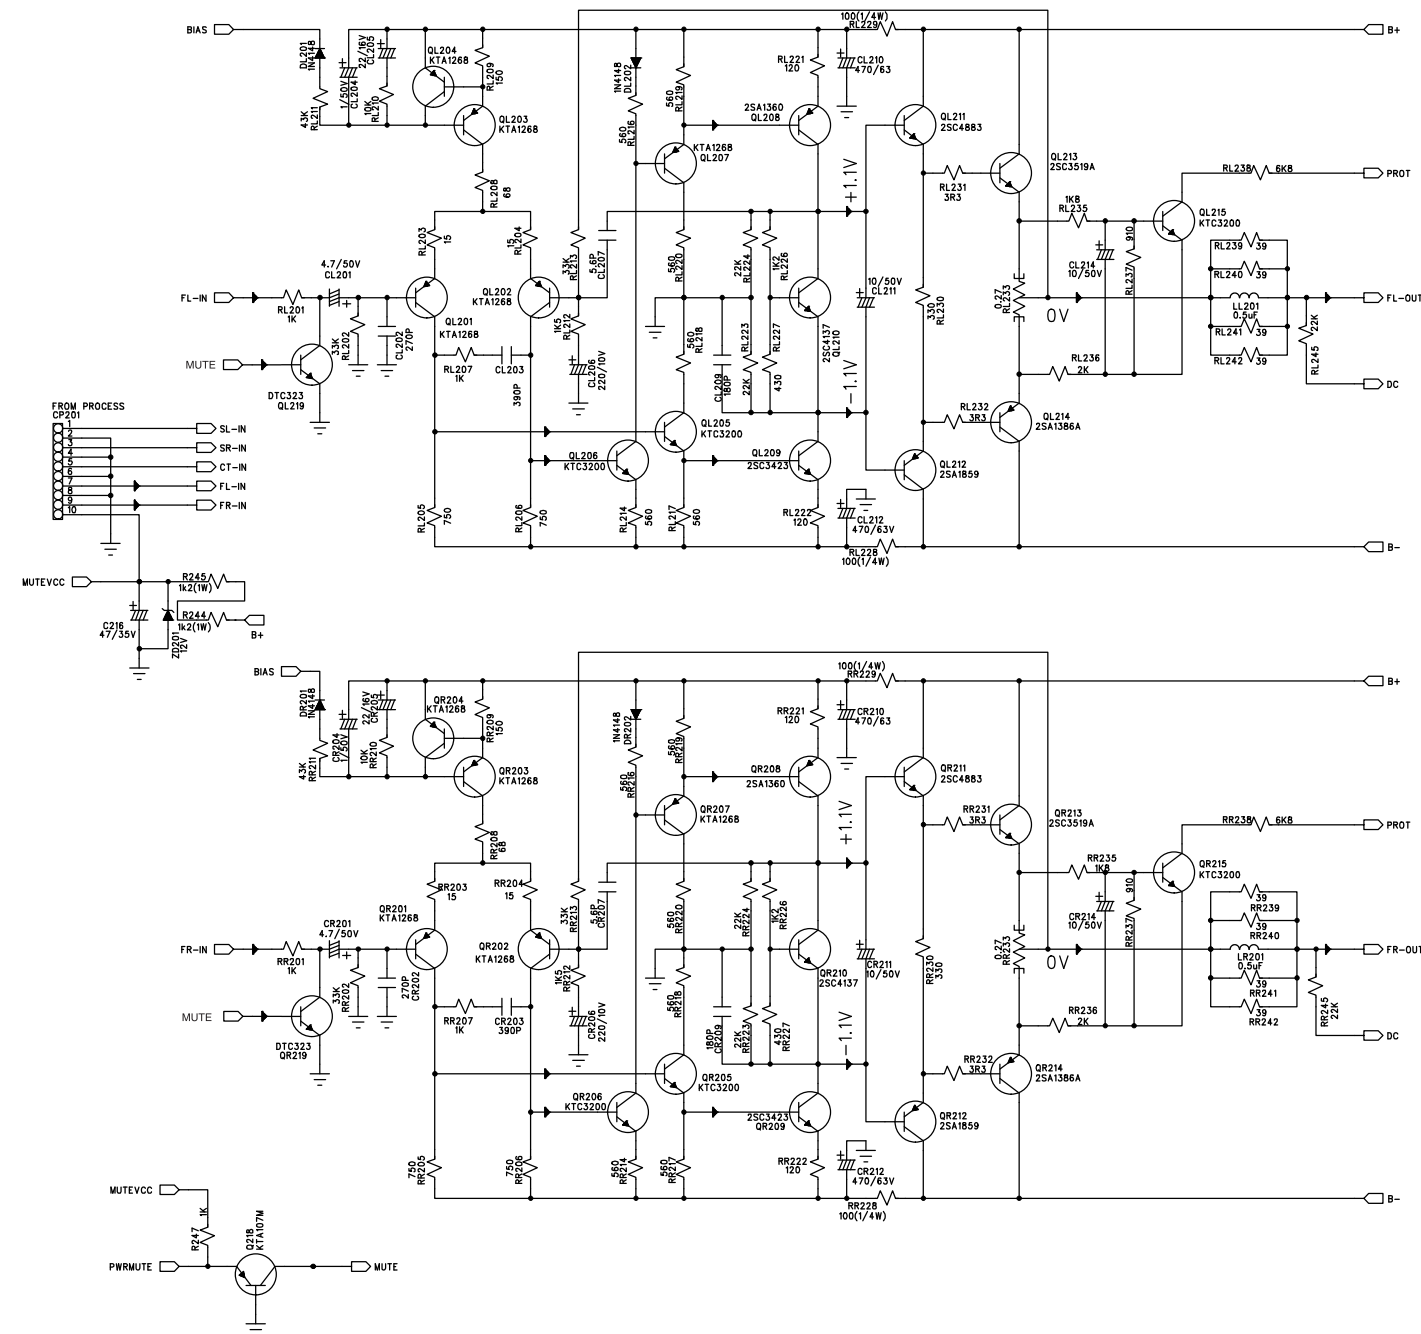 BIAS
DL201
1N4148
43K
RL211
1/50V
CL204
22/16V
CL205
10K
RL210
QL204
KTA1268
RL209
150
QL203
KTA1268
RL208
68
RL203
15
15
RL204
33K
RL213
5.6P
CL207
1N4148
DL202
560
RL216
560
RL219
KTA1268
QL207
2SA1360
QL208
RL221
120
100(1/4W)
RL229
CL210
470/63
+1.1V
QL211
2SC4883
RL231
3R3
QL213
2SC3519A
B+
RL238
6K8
PROT
1K8
RL235
QL215
KTC3200
910
RL237
CL214
10/50V
RL239
39
RL240
39
LL201
0.5uF
RL241
39
RL242
39
FL-OUT
22K
RL245
DC
0.27
RL233
0V
RL236
2K
330
RL230
10/50V
CL211
4.7/50V
CL201
FL-IN
RL201
1K
MUTE
DTC323
QL219
33K
RL202
CL202
270P
QL201
KTA1268
QL202
KTA1268
RL207
1K
CL203
390P
1K5
RL212
CL206
220/10V
560
RL220
560
RL218
22K
RL224
1K2
RL226
RL223
22K
RL227
430
CL209
180P
2SC4137
QL210
-1.1V
RL232
3R3
QL214
2SA1386A
QL205
KTC3200
QL206
KTC3200
QL209
2SC3423
QL212
2SA1859
RL205
750
RL206
750
RL214
560
RL217
560
RL222
120
CL212
470/63V
RL228
100(1/4W)
B-
FROM PROCESS
CP201
1
SL-IN
2
3
SR-IN
4
5
CT-IN
6
7
FL-IN
8
9
FR-IN
10
MUTEVCC
R245
1k2(1W)
R244
1k2(1W)
B+
C216
47/35V
ZD201
12V
BIAS
DR201
1N4148
43K
RR211
CR204
1/50V
22/16V
CR205
10K
RR210
QR204
KTA1268
RR209
150
QR203
KTA1268
RR208
68
RR203
15
RR204
15
33K
RR213
5.6P
CR207
1N4148
DR202
560
RR216
560
RR219
QR207
KTA1268
QR208
2SA1360
RR221
120
100(1/4W)
RR229
CR210
470/63
+1.1V
QR211
2SC4883
RR231
3R3
QR213
2SC3519A
B+
RR238
6K8
PROT
RR235
1K8
QR215
KTC3200
910
RR237
CR214
10/50V
39
RR239
39
RR240
LR201
0.5uF
39
RR241
39
RR242
FR-OUT
RR245
22K
DC
0.27
RR233
0V
RR236
2K
RR230
330
CR211
10/50V
CR201
4.7/50V
FR-IN
RR201
1K
MUTE
DTC323
QR219
33K
RR202
270P
CR202
QR201
KTA1268
QR202
KTA1268
RR207
1K
CR203
390P
1K5
RR212
CR206
220/10V
560
RR220
560
RR218
22K
RR224
1K2
RR226
180P
CR209
22K
RR223
430
RR227
QR210
2SC4137
-1.1V
RR232
3R3
QR214
2SA1386A
QR205
KTC3200
QR206
KTC3200
2SC3423
QR209
QR212
2SA1859
750
RR205
750
RR206
560
RR214
560
RR217
RR222
120
CR212
470/63V
RR228
100(1/4W)
B-
MUTEVCC
R247
1K
Q218
KTA107M
PWRMUTE
MUTE